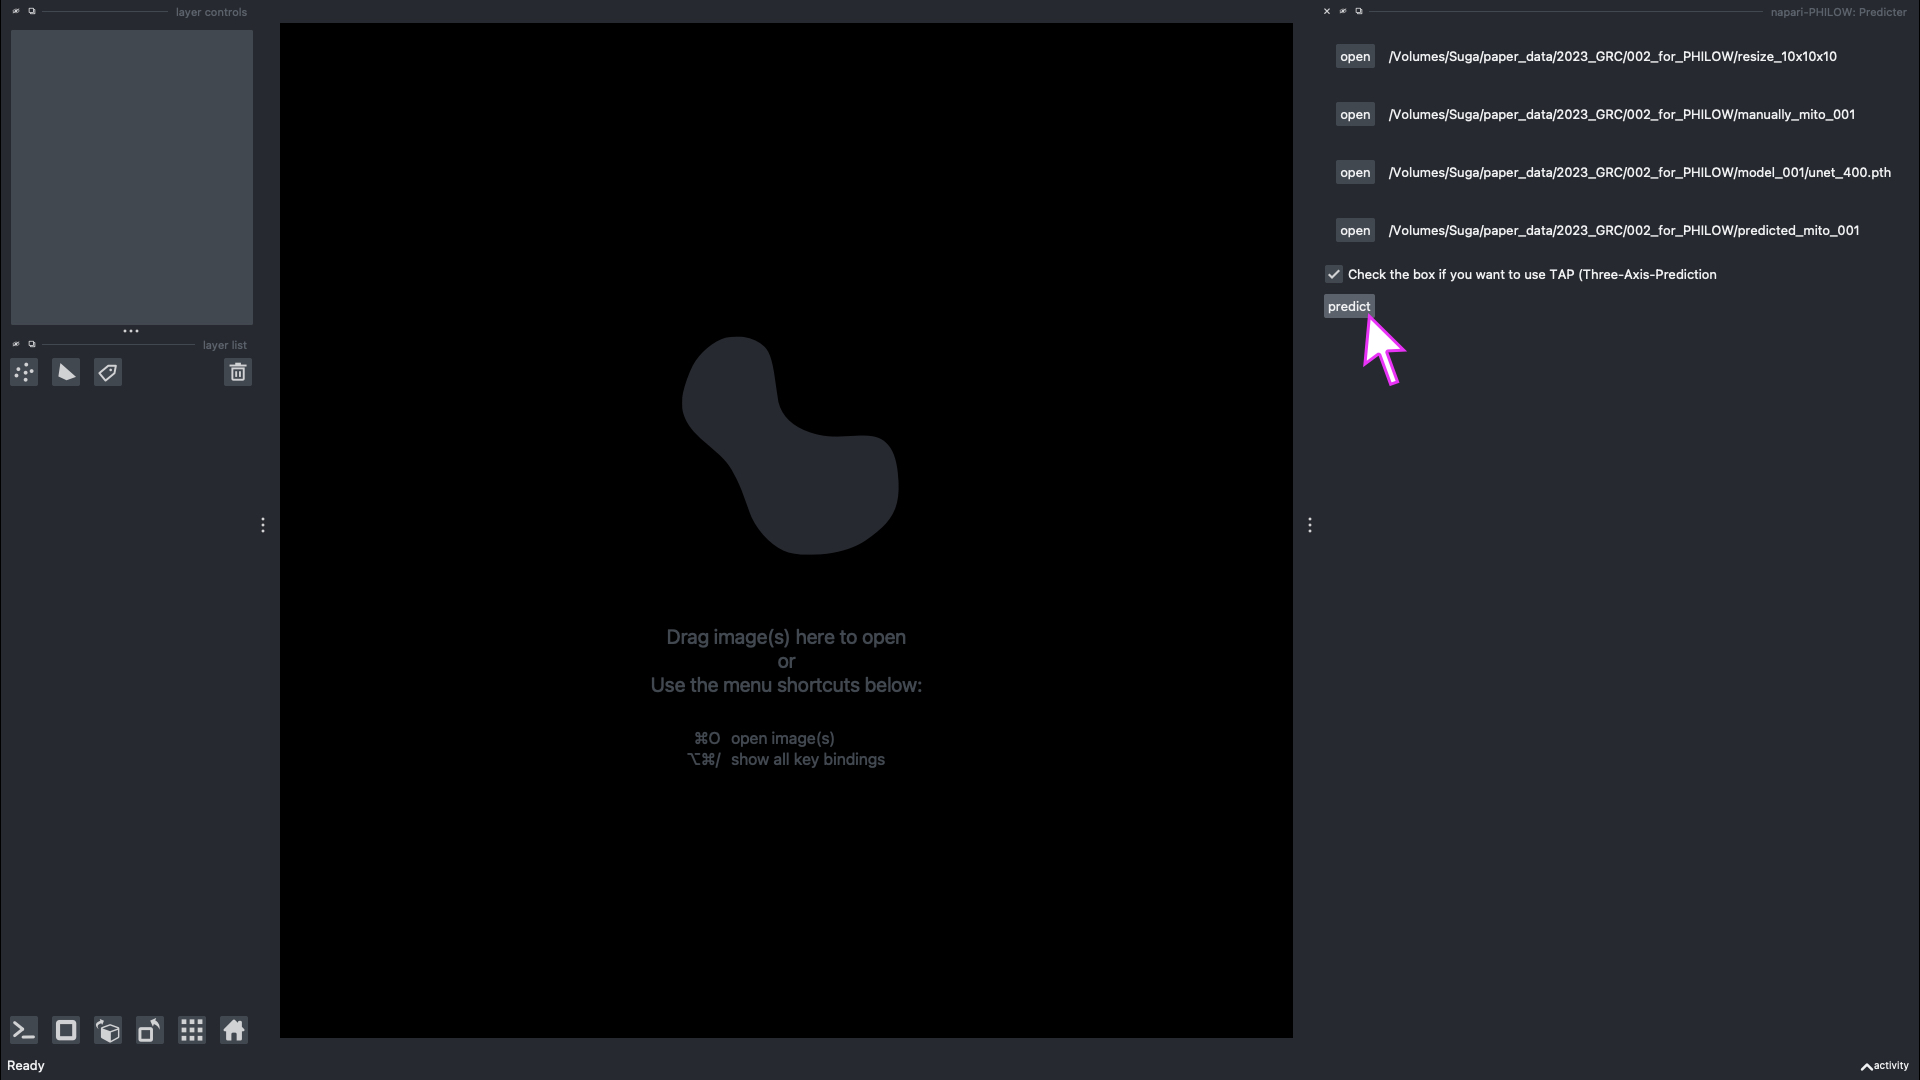 layer controls
layer list
Drag image(s) here to open
or
Use the menu shortcuts below:
⌘O open image(s)
⌥⌘/ show all key bindings
napari-PHILOW: Predicter
open /Volumes/Suga/paper_data/2023_GRC/002_for_PHILOW/resize_10x10x10
open /Volumes/Suga/paper_data/2023_GRC/002_for_PHILOW/manually_mito_001
open /Volumes/Suga/paper_data/2023_GRC/002_for_PHILOW/model_001/unet_400.pth
open /Volumes/Suga/paper_data/2023_GRC/002_for_PHILOW/predicted_mito_001
Check the box if you want to use TAP (Three-Axis-Prediction
predict
Ready
activity